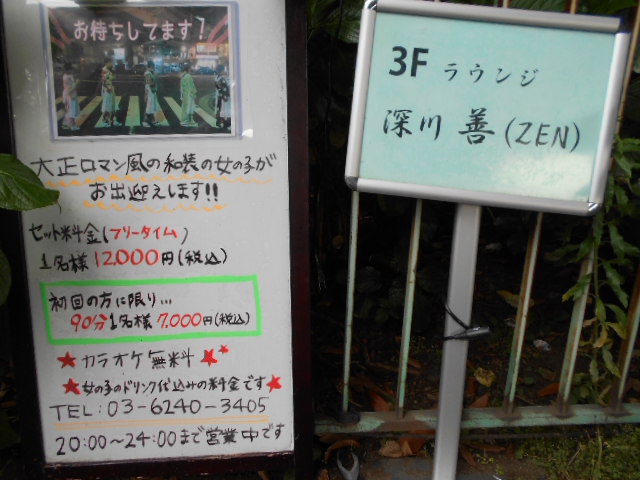 お待ちしてます!
大正ロマン風の和装の女の子が
お出迎えします!!
セット料金(フリータイム)
1名様 12,000円(税込)
初回の方に限り...
90分1名様 7,000円(税込)
★カラオケ無料★★
★女の子のドリンク代込みの料金です★
TEL:03-6240-3405
20:00~24:00まで営業中です
3F ラウンジ
深川 善(ZEN)